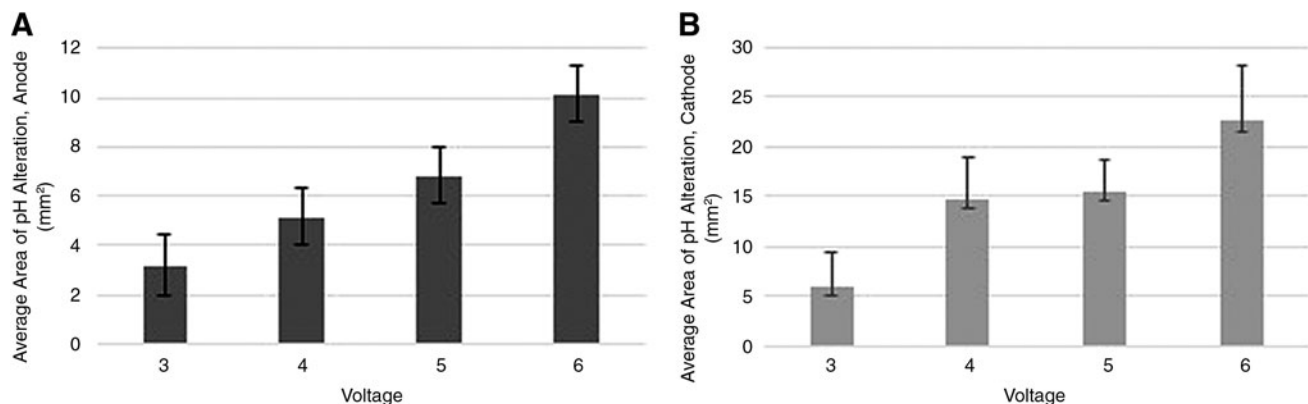 A
Average Area of pH Alteration, Anode
(mm²)
12
10
8
6
4
2
0
3 4 5 6
Voltage
B
Average Area of pH Alteration, Cathode
(mm²)
30
25
20
15
10
5
0
3 4 5 6
Voltage